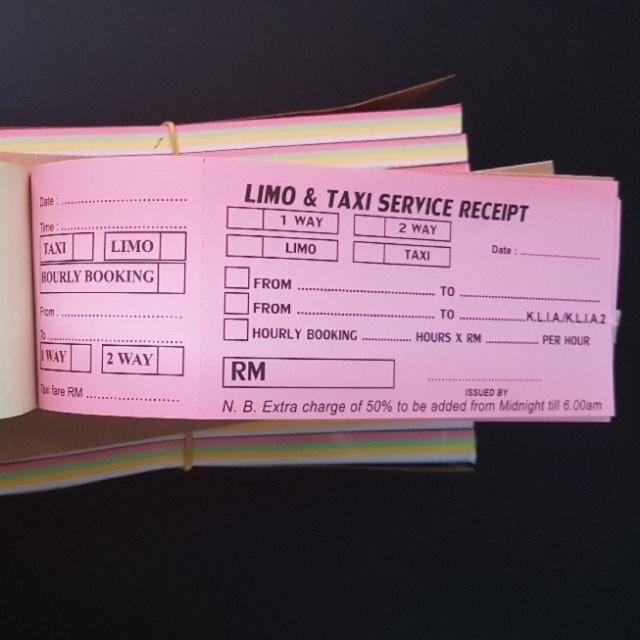 Date : ....................
Time : ....................
TAXI LIMO
HOURLY BOOKING
From : ....................
To ....................
1 WAY 2 WAY
Taxi fare RM ....................
LIMO & TAXI SERVICE RECEIPT
1 WAY 2 WAY
LIMO TAXI
Date : ....................
FROM .................... TO ....................
FROM .................... TO ....................K.L.I.A./K.L.I.A.2
HOURLY BOOKING .............. HOURS X RM .............. PER HOUR
RM
....................
ISSUED BY
N. B. Extra charge of 50% to be added from Midnight till 6.00am